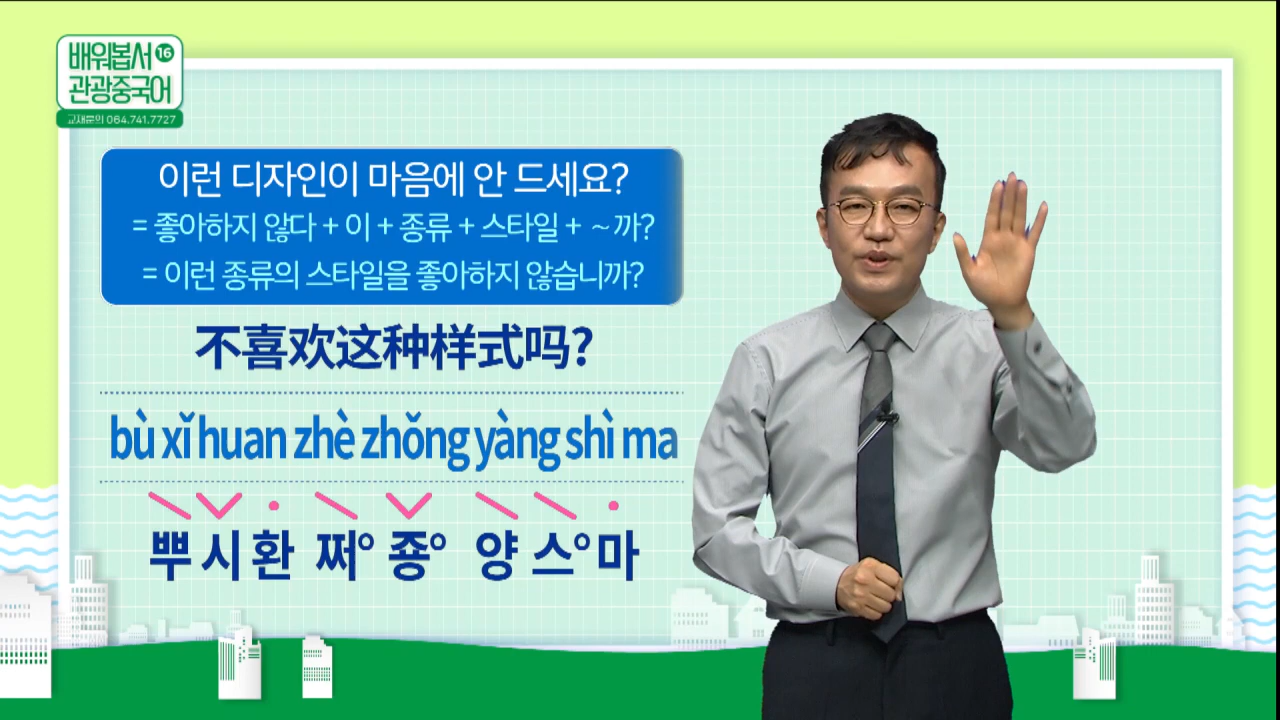 배워봅서 16
관광중국어
교재문의 064.741.7727
이런 디자인이 마음에 안 드세요?
= 좋아하지 않다 + 이 + 종류 + 스타일 + ~까?
= 이런 종류의 스타일을 좋아하지 않습니까?
不喜欢这种样式吗?
bù xǐ huan zhè zhǒng yàng shì ma
뿌 시 환 쩌° 죵° 양 스° 마